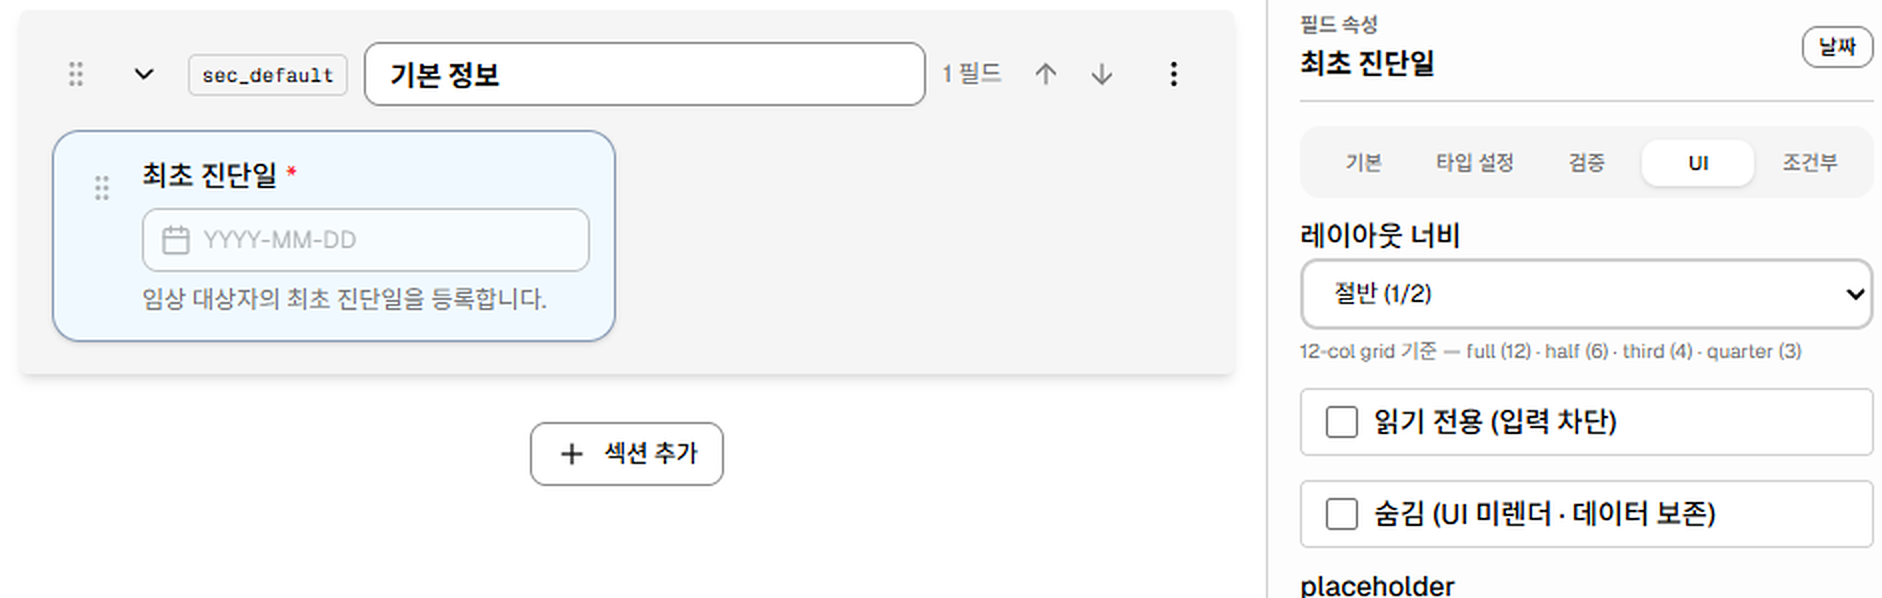 sec_default 기본 정보 1 필드
최초 진단일 *
YYYY-MM-DD
임상 대상자의 최초 진단일을 등록합니다.
섹션 추가
필드 속성
최초 진단일 날짜
기본 타입 설정 검증 UI 조건부
레이아웃 너비
절반 (1/2)
12-col grid 기준 — full (12) · half (6) · third (4) · quarter (3)
읽기 전용 (입력 차단)
숨김 (UI 미렌더 · 데이터 보존)
placeholder